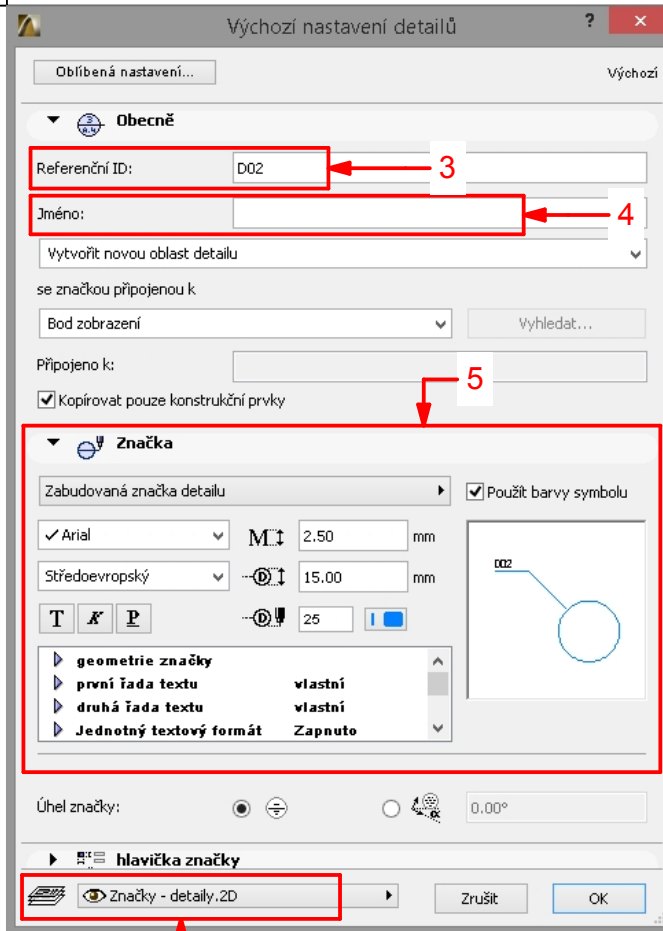 Výchozí nastavení detailů ? ×
Oblíbená nastavení... Výchozí
Obecně
Referenční ID: D02 3
Jméno: 4
Vytvořit novou oblast detailu
se značkou připojenou k
Bod zobrazení Vyhledat...
Připojeno k:
5
Kopírovat pouze konstrukční prvky
Značka
Zabudovaná značka detailu Použít barvy symbolu
Arial M 2.50 mm
D02
Středoevropský D 15.00 mm
T K P D 25
geometrie značky
první řada textu vlastní
druhá řada textu vlastní
Jednotný textový formát Zapnuto
Úhel značky: α 0.00°
hlavička značky
Značky - detaily.2D Zrušit OK